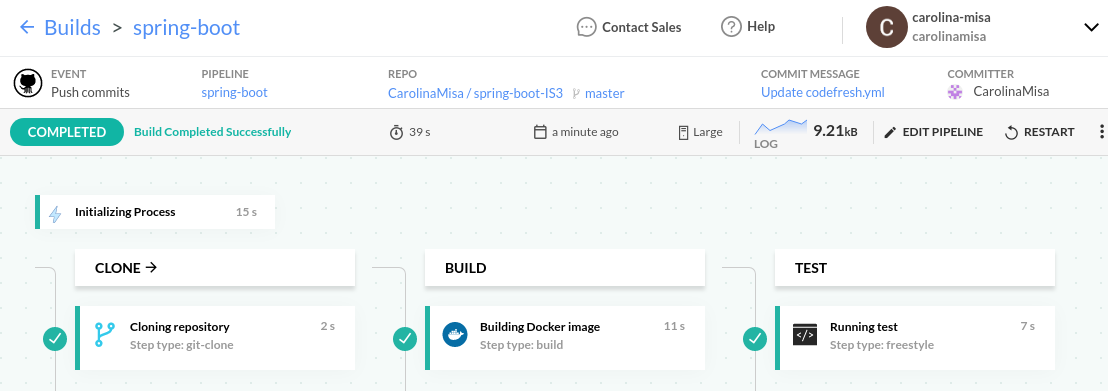 Builds > spring-boot
Contact Sales
Help
C
carolina-misa
carolinamisa
EVENT
Push commits
PIPELINE
spring-boot
REPO
CarolinaMisa / spring-boot-IS3 master
COMMIT MESSAGE
Update codefresh.yml
COMMITTER
CarolinaMisa
COMPLETED
Build Completed Successfully
39 s
a minute ago
Large
LOG
9.21kB
EDIT PIPELINE
RESTART
Initializing Process 15 s
CLONE
BUILD
TEST
Cloning repository 2 s
Step type: git-clone
Building Docker image 11 s
Step type: build
Running test 7 s
Step type: freestyle